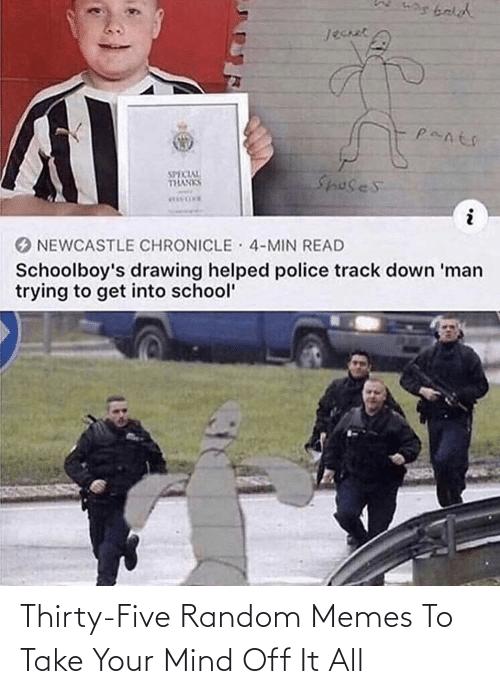 was bald
Jecret
Pants
Shoses
SPECIAL
THANKS
i
NEWCASTLE CHRONICLE · 4-MIN READ
Schoolboy's drawing helped police track down 'man
trying to get into school'
Thirty-Five Random Memes To
Take Your Mind Off It All